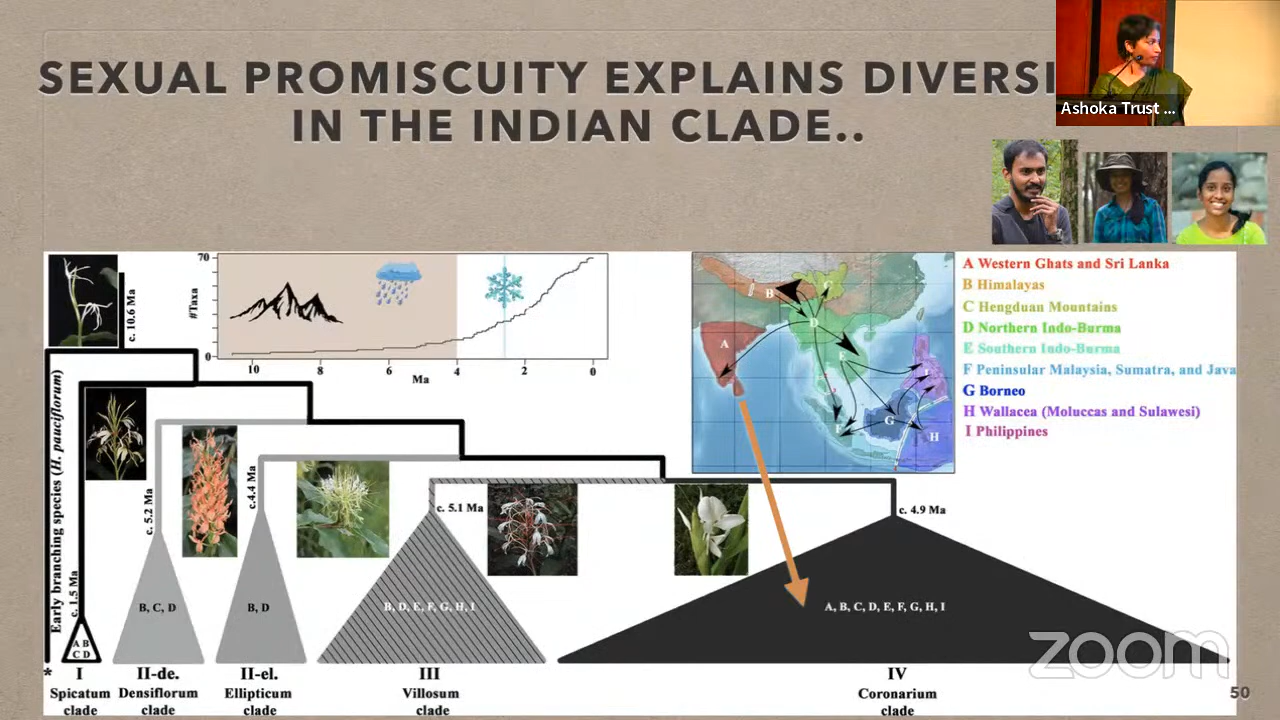 SEXUAL PROMISCUITY EXPLAINS DIVERSI
IN THE INDIAN CLADE..
Ashoka Trust ...
70
#Taxa
0
10
8
6
4
2
0
Ma
c. 10.6 Ma
A
B
C
D
E
F
G
H
I
A Western Ghats and Sri Lanka
B Himalayas
C Hengduan Mountains
D Northern Indo-Burma
E Southern Indo-Burma
F Peninsular Malaysia, Sumatra, and Java
G Borneo
H Wallacea (Moluccas and Sulawesi)
I Philippines
Early branching species (H. pauciflorum)
c. 1.5 Ma
c. 5.2 Ma
c.4.4 Ma
c. 5.1 Ma
c. 4.9 Ma
A B
C D
B, C, D
B, D
B, D, E, F, G, H, I
A, B, C, D, E, F, G, H, I
*
I
Spicatum
clade
II-de.
Densiflorum
clade
II-el.
Ellipticum
clade
III
Villosum
clade
IV
Coronarium
clade
zoom
50